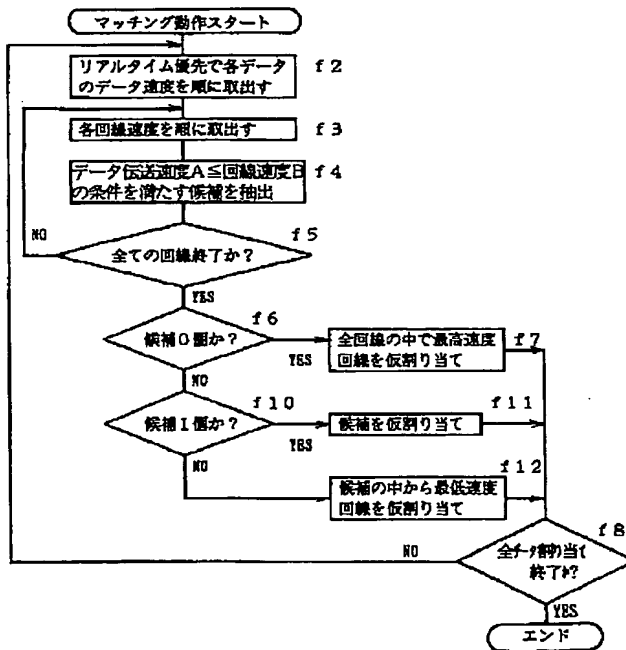 マッチング動作スタート
リアルタイム優先で各データ
のデータ速度を順に取出す
f2
各回線速度を順に取出す
f3
データ伝送速度A≦回線速度B
の条件を満たす候補を抽出
f4
f5
NO
全ての回線終了か?
YES
f6
候補0個か?
YES
全回線の中で最高速度
回線を仮割り当て
f7
NO
f10
候補1個か?
YES
候補を仮割り当て
f11
NO
f12
候補の中から最低速度
回線を仮割り当て
f8
NO
全データ割り当て
終了か?
YES
エンド